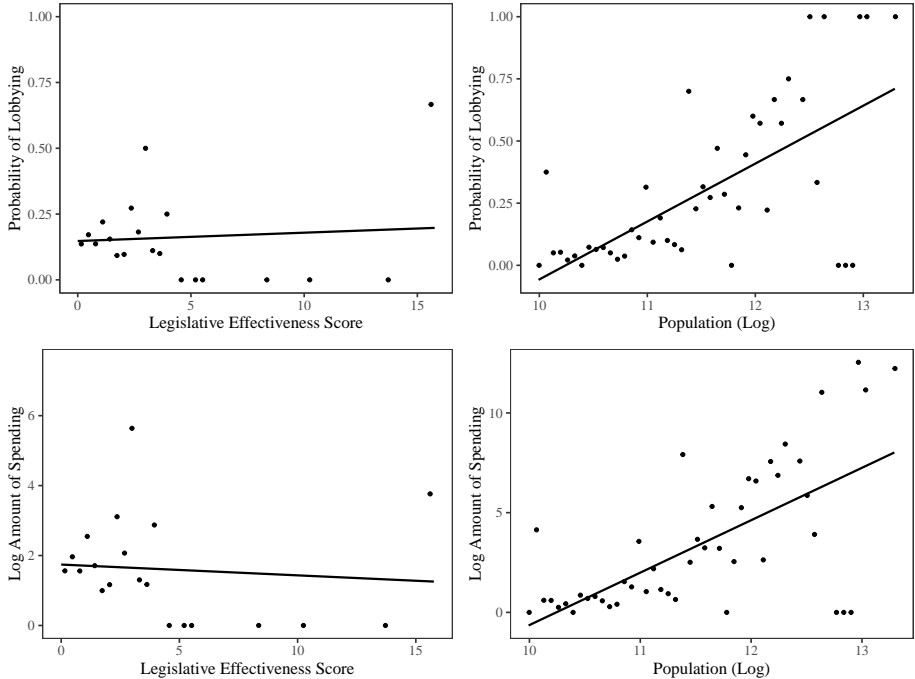 Probability of Lobbying
1.00
0.75
0.50
0.25
0.00
0 5 10 15
Legislative Effectiveness Score
Probability of Lobbying
1.00
0.75
0.50
0.25
0.00
10 11 12 13
Population (Log)
Log Amount of Spending
6
4
2
0
0 5 10 15
Legislative Effectiveness Score
Log Amount of Spending
10
5
0
10 11 12 13
Population (Log)